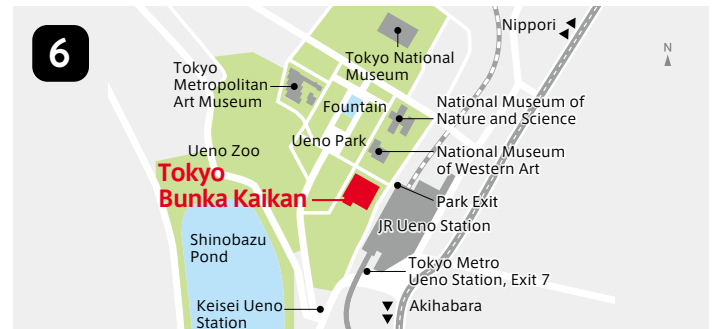 6
Nippori
N
Tokyo National
Museum
Tokyo
Metropolitan
Art Museum
Fountain
National Museum of
Nature and Science
Ueno Park
Ueno Zoo
National Museum
of Western Art
Tokyo
Bunka Kaikan
Park Exit
JR Ueno Station
Shinobazu
Pond
Tokyo Metro
Ueno Station, Exit 7
Keisei Ueno
Station
Akihabara